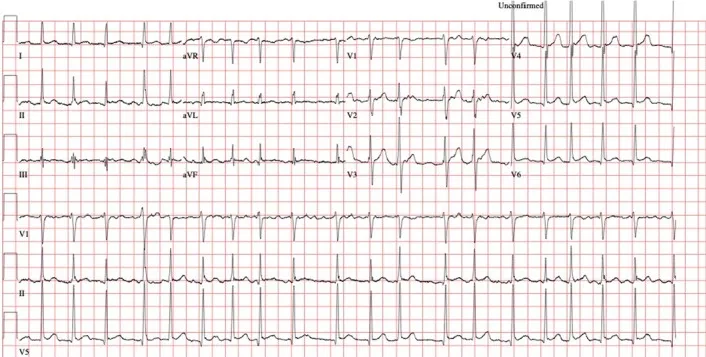 Unconfirmed
I aVR V1 V4
II aVL V2 V5
III aVF V3 V6
V1
II
V5